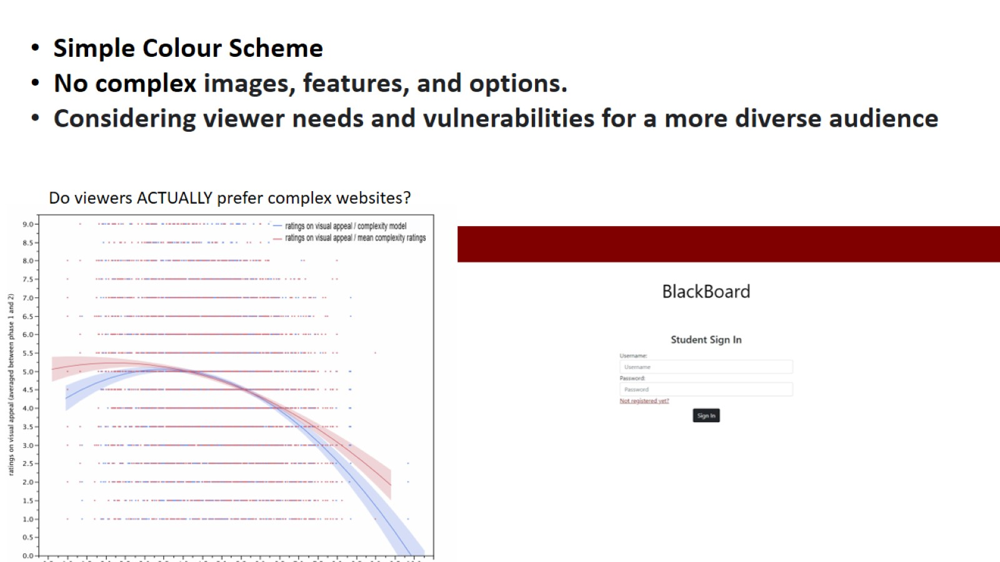 • Simple Colour Scheme
• No complex images, features, and options.
• Considering viewer needs and vulnerabilities for a more diverse audience
Do viewers ACTUALLY prefer complex websites?
ratings on visual appeal / complexity model
ratings on visual appeal / mean complexity ratings
ratings on visual appeal (averaged between phase 1 and 2)
9.0
8.5
8.0
7.5
7.0
6.5
6.0
5.5
5.0
4.5
4.0
3.5
3.0
2.5
2.0
1.5
1.0
0.5
0.0
BlackBoard
Student Sign In
Username:
Username
Password:
Password
Not registered yet?
Sign In